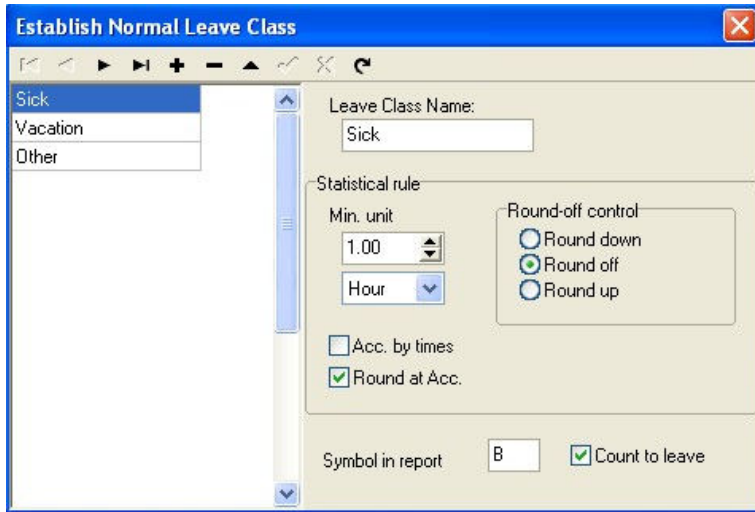 Establish Normal Leave Class
Sick
Vacation
Other
Leave Class Name:
Sick
Statistical rule
Min. unit
1.00
Hour
Round-off control
Round down
Round off
Round up
Acc. by times
Round at Acc.
Symbol in report
B
Count to leave